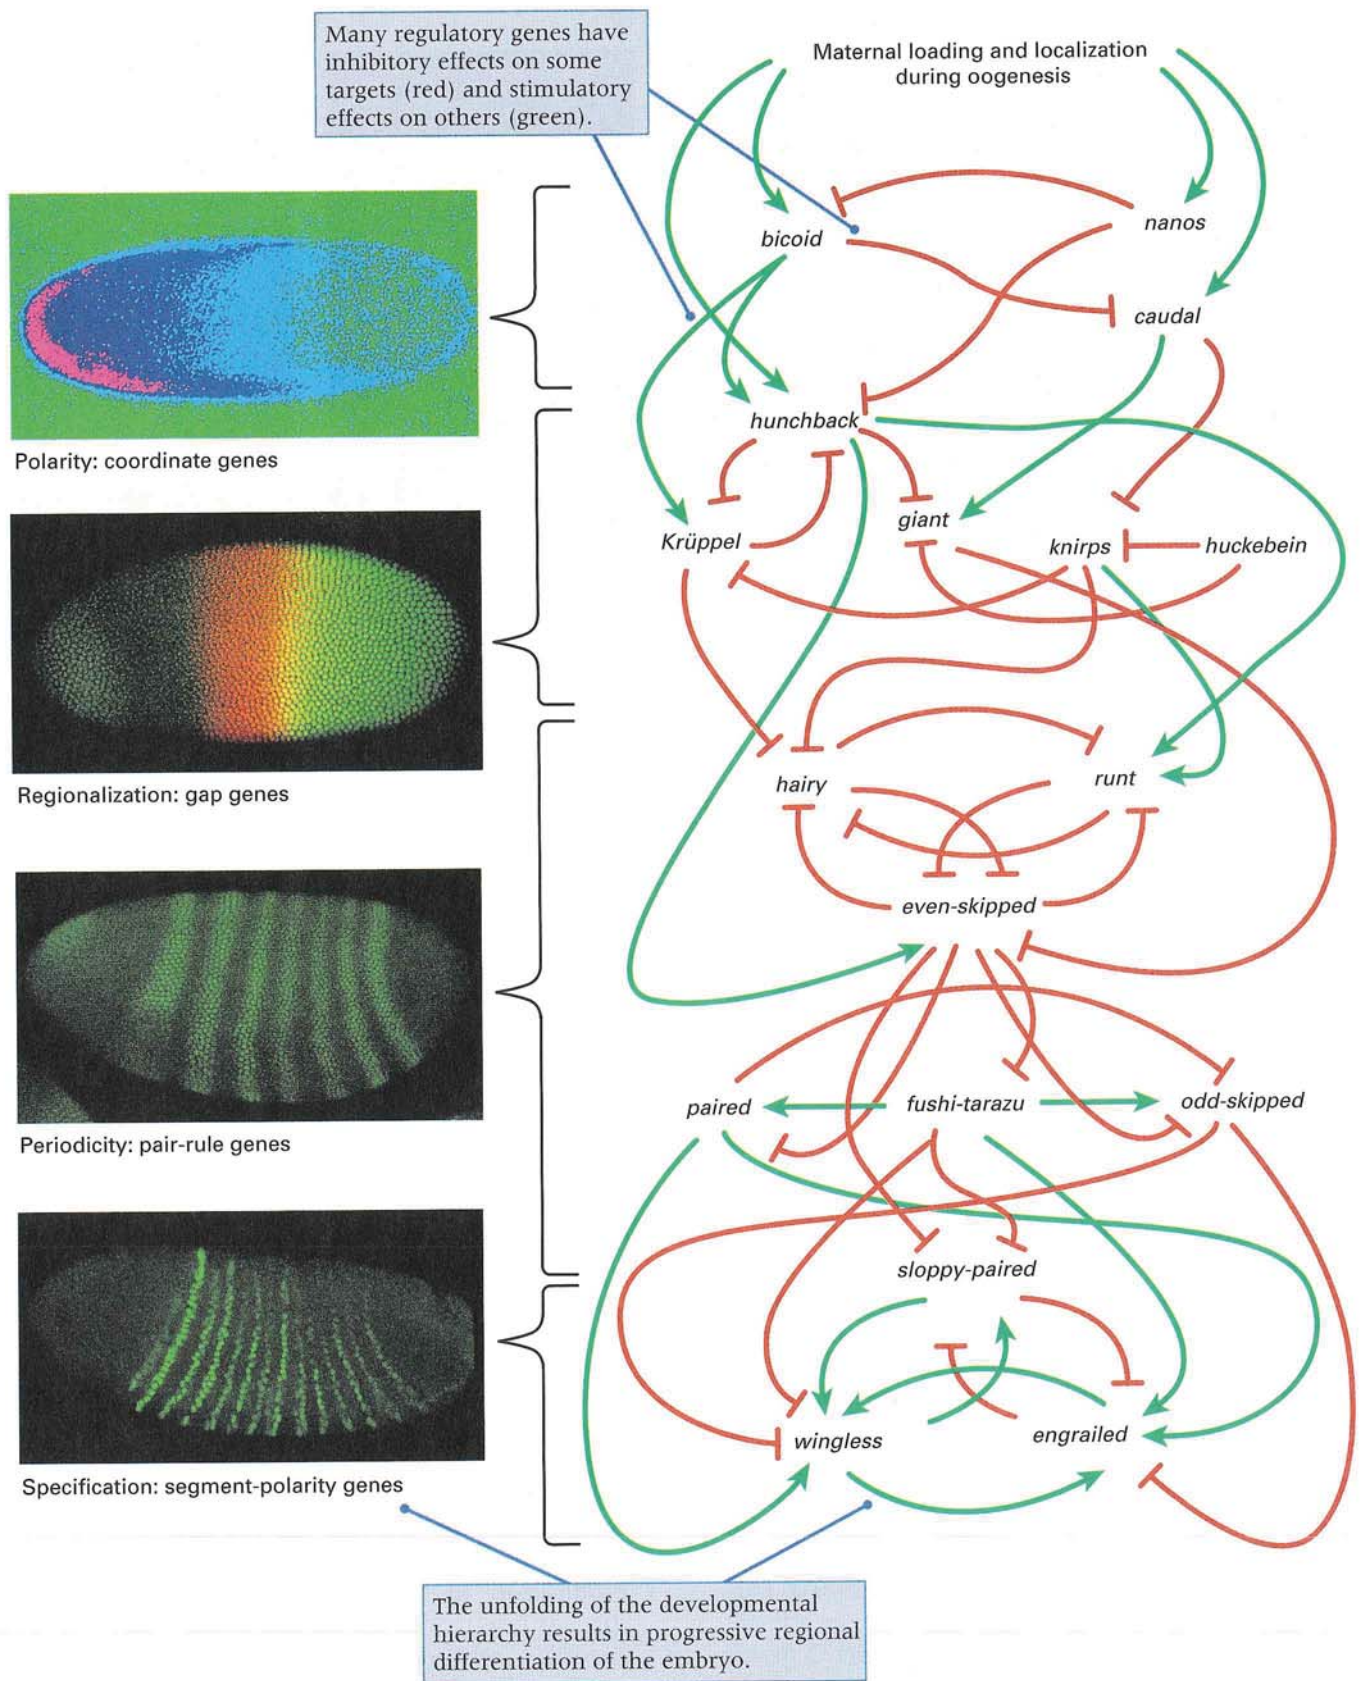 Many regulatory genes have
inhibitory effects on some
targets (red) and stimulatory
effects on others (green).
Maternal loading and localization
during oogenesis
bicoid
nanos
caudal
hunchback
Polarity: coordinate genes
Krüppel
giant
knirps
huckebein
Regionalization: gap genes
hairy
runt
even-skipped
paired
fushi-tarazu
odd-skipped
Periodicity: pair-rule genes
sloppy-paired
wingless
engrailed
Specification: segment-polarity genes
The unfolding of the developmental
hierarchy results in progressive regional
differentiation of the embryo.